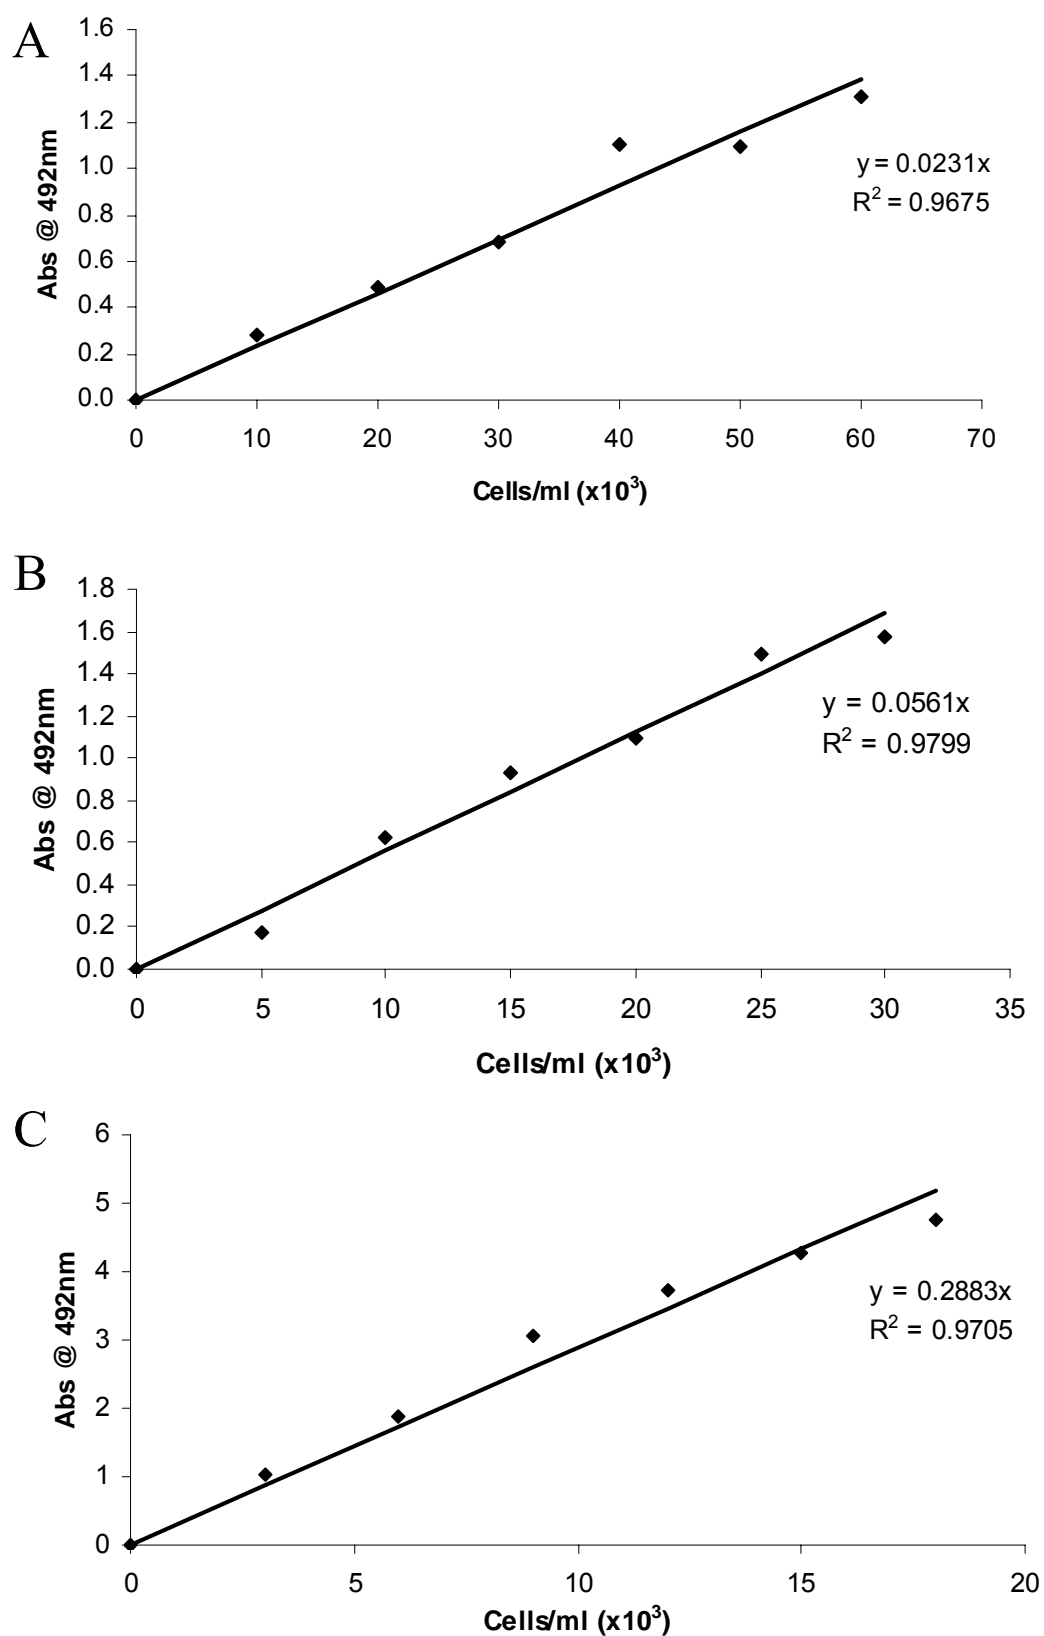 A
1.6
1.4
1.2
1.0
0.8
0.6
0.4
0.2
0.0
Abs @ 492nm
y = 0.0231x
R² = 0.9675
0 10 20 30 40 50 60 70
Cells/ml (x10³)
B
1.8
1.6
1.4
1.2
1.0
0.8
0.6
0.4
0.2
0.0
Abs @ 492nm
y = 0.0561x
R² = 0.9799
0 5 10 15 20 25 30 35
Cells/ml (x10³)
C
6
5
4
3
2
1
0
Abs @ 492nm
y = 0.2883x
R² = 0.9705
0 5 10 15 20
Cells/ml (x10³)